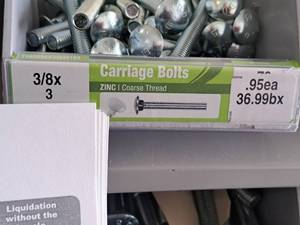 Carriage Bolts
3/8x
3
ZINC | Coarse Thread
.95ea
36.99bx
Liquidation
without the